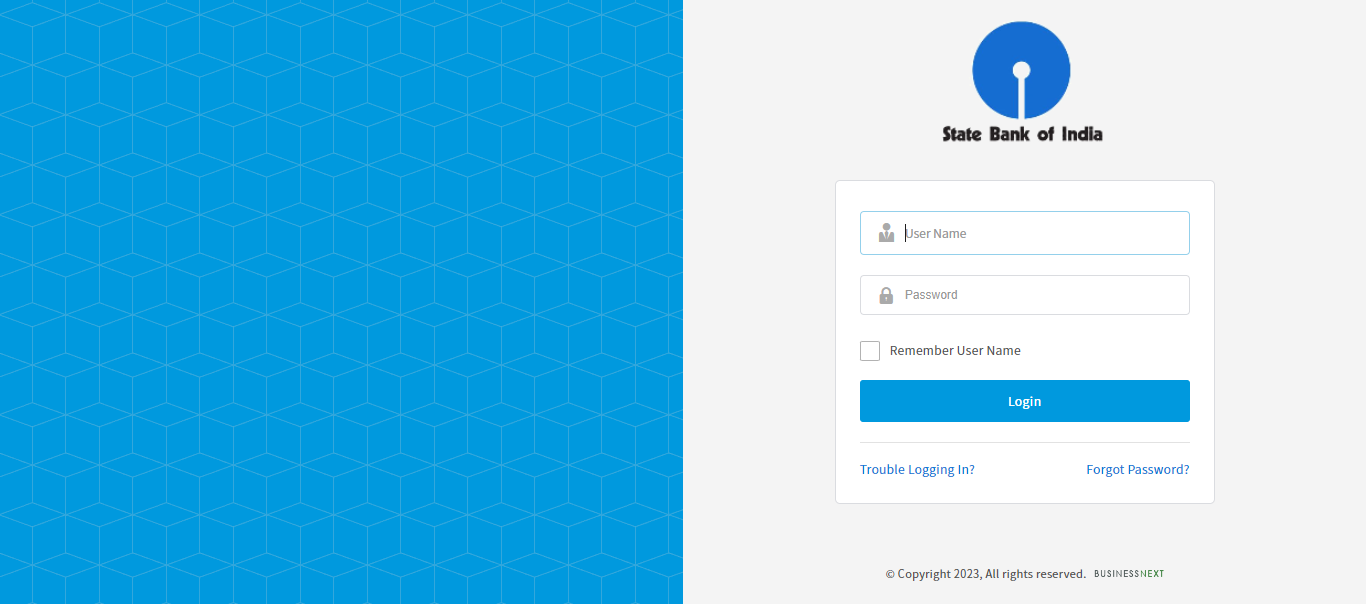 State Bank of India
User Name
Password
Remember User Name
Login
Trouble Logging In? Forgot Password?
© Copyright 2023, All rights reserved. BUSINESSNEXT